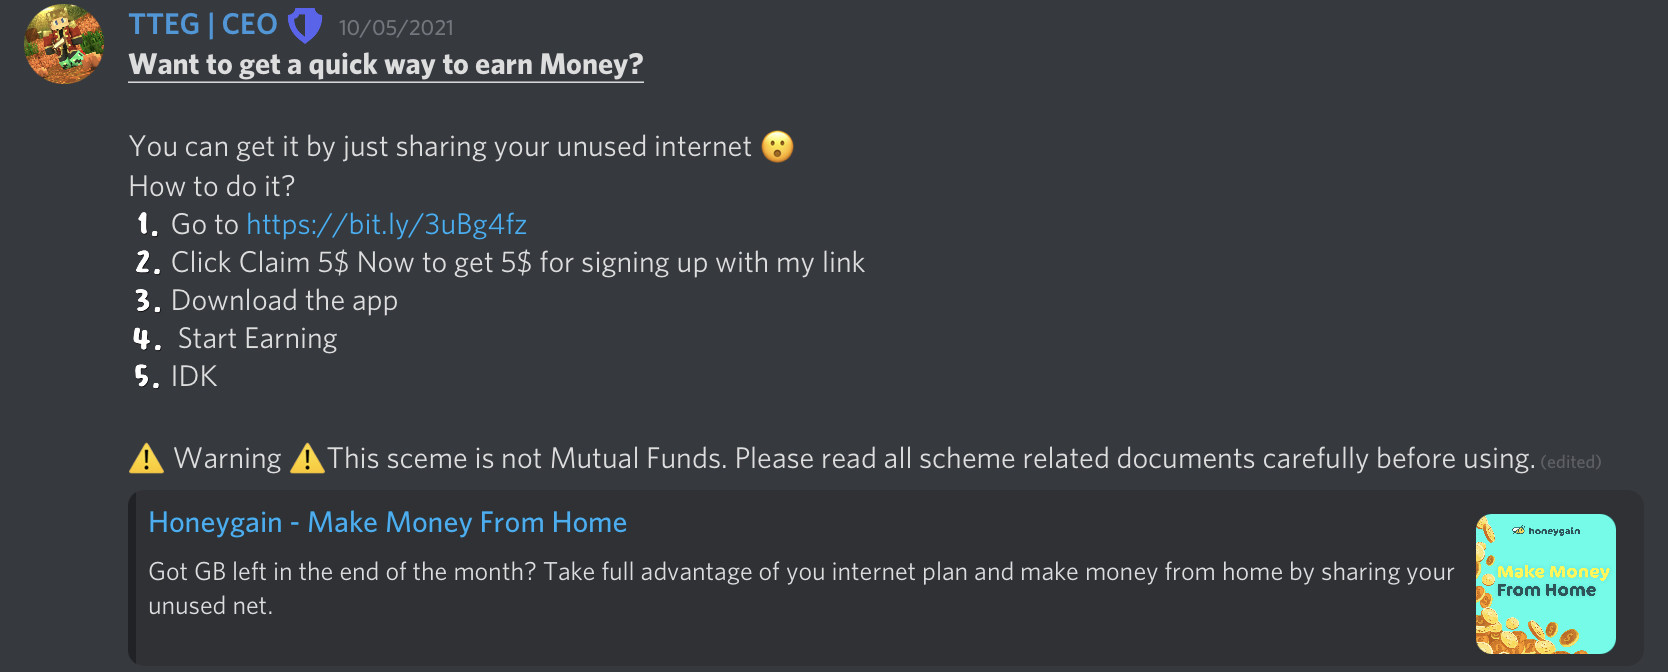 TTEG | CEO 10/05/2021
Want to get a quick way to earn Money?
You can get it by just sharing your unused internet 😮
How to do it?
1. Go to https://bit.ly/3uBg4fz
2. Click Claim 5$ Now to get 5$ for signing up with my link
3. Download the app
4. Start Earning
5. IDK
⚠️ Warning ⚠️This sceme is not Mutual Funds. Please read all scheme related documents carefully before using. (edited)
Honeygain - Make Money From Home
Got GB left in the end of the month? Take full advantage of you internet plan and make money from home by sharing your
unused net.
honeygain
Make Money
From Home